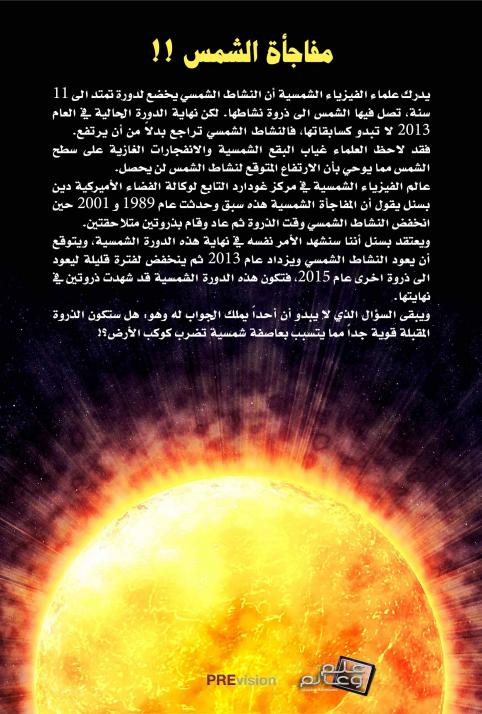 مفاجأة الشمس !!
يدرك علماء الفيزياء الشمسية أن النشاط الشمسي يخضع لدورة تمتد الى 11
سنة، تصل فيها الشمس الى ذروة نشاطها. لكن نهاية الدورة الحالية في العام
2013 لا تبدو كسابقاتها، فالنشاط الشمسي تراجع بدلاً من أن يرتفع.
فقد لاحظ العلماء غياب البقع الشمسية والانفجارات الغازية على سطح
الشمس مما يوحي بأن الارتفاع المتوقع لنشاط الشمس لن يحصل.
عالم الفيزياء الشمسية في مركز غودارد التابع لوكالة الفضاء الأميركية دين
بسنل يقول أن المفاجأة الشمسية هذه سبق وحدثت عام 1989 و 2001 حين
انخفض النشاط الشمسي وقت الذروة ثم عاد وقام بذروتين متلاحقتين.
ويعتقد بسنل أننا سنشهد الأمر نفسه في نهاية هذه الدورة الشمسية، ويتوقع
أن يعود النشاط الشمسي ويزداد عام 2013 ثم ينخفض لفترة قليلة ليعود
الى ذروة اخرى عام 2015، فتكون هذه الدورة الشمسية قد شهدت ذروتين في
نهايتها.
ويبقى السؤال الذي لا يبدو أن أحداً يملك الجواب له وهو، هل ستكون الذروة
المقبلة قوية جداً مما يتسبب بعاصفة شمسية تضرب كوكب الأرض؟!
PREvision
علم
وعالم